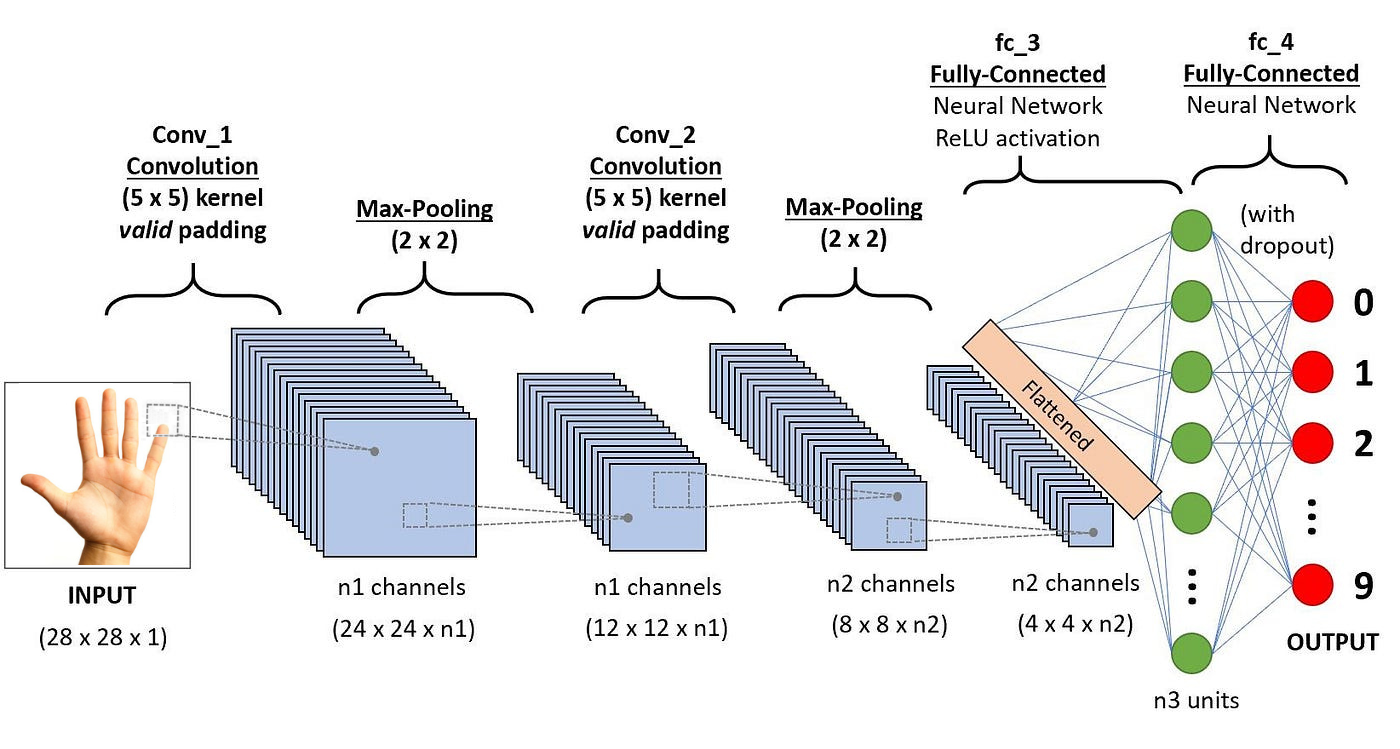 Conv_1
Convolution
(5 x 5) kernel
valid padding
Max-Pooling
(2 x 2)
Conv_2
Convolution
(5 x 5) kernel
valid padding
Max-Pooling
(2 x 2)
fc_3
Fully-Connected
Neural Network
ReLU activation
fc_4
Fully-Connected
Neural Network
(with
dropout)
Flattened
0
1
2
9
OUTPUT
INPUT
(28 x 28 x 1)
n1 channels
(24 x 24 x n1)
n1 channels
(12 x 12 x n1)
n2 channels
(8 x 8 x n2)
n2 channels
(4 x 4 x n2)
n3 units